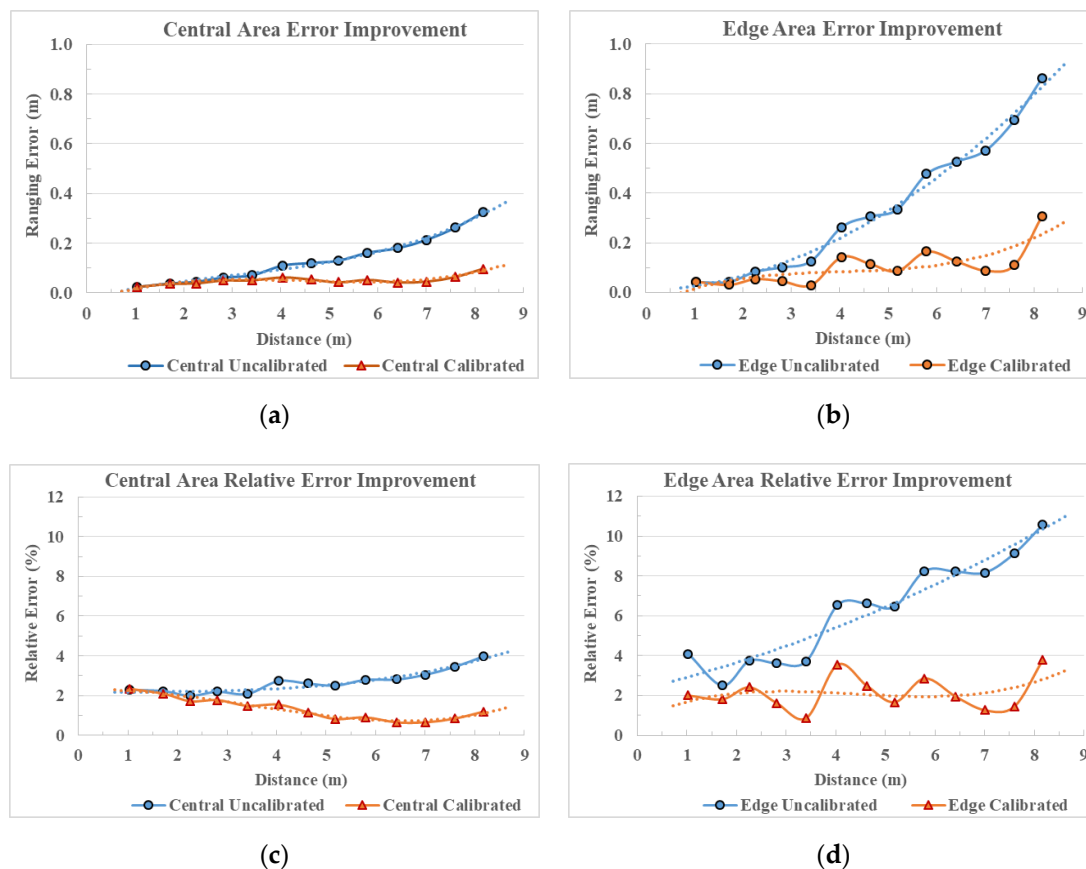 Central Area Error Improvement
1.0
0.8
0.6
0.4
0.2
0.0
Ranging Error (m)
0 1 2 3 4 5 6 7 8 9
Distance (m)
Central Uncalibrated Central Calibrated
(a)
Edge Area Error Improvement
1.0
0.8
0.6
0.4
0.2
0.0
Ranging Error (m)
0 1 2 3 4 5 6 7 8 9
Distance (m)
Edge Uncalibrated Edge Calibrated
(b)
Central Area Relative Error Improvement
12
10
8
6
4
2
0
Relative Error (%)
0 1 2 3 4 5 6 7 8 9
Distance (m)
Central Uncalibrated Central Calibrated
(c)
Edge Area Relative Error Improvement
12
10
8
6
4
2
0
Relative Error (%)
0 1 2 3 4 5 6 7 8 9
Distance (m)
Edge Uncalibrated Edge Calibrated
(d)